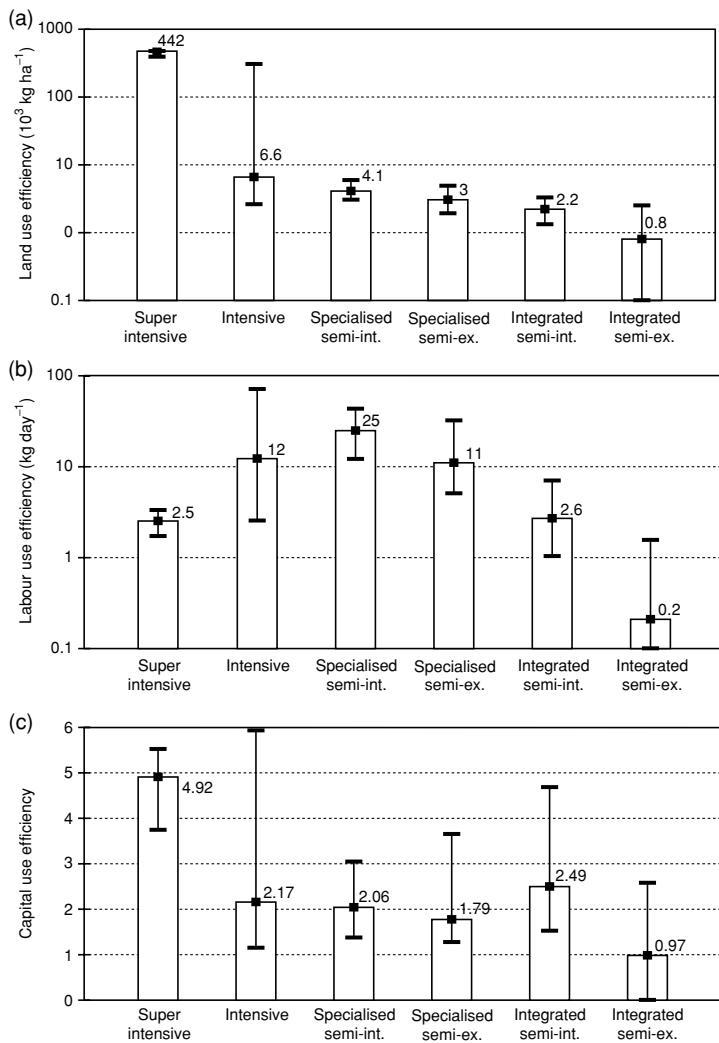 (a)
Land use efficiency (10³ kg ha⁻¹)
1000
100
10
0
0.1
442
6.6
4.1
3
2.2
0.8
Super intensive
Intensive
Specialised semi-int.
Specialised semi-ex.
Integrated semi-int.
Integrated semi-ex.
(b)
Labour use efficiency (kg day⁻¹)
100
10
1
0.1
2.5
12
25
11
2.6
0.2
Super intensive
Intensive
Specialised semi-int.
Specialised semi-ex.
Integrated semi-int.
Integrated semi-ex.
(c)
Capital use efficiency
6
5
4
3
2
1
0
4.92
2.17
2.06
1.79
2.49
0.97
Super intensive
Intensive
Specialised semi-int.
Specialised semi-ex.
Integrated semi-int.
Integrated semi-ex.